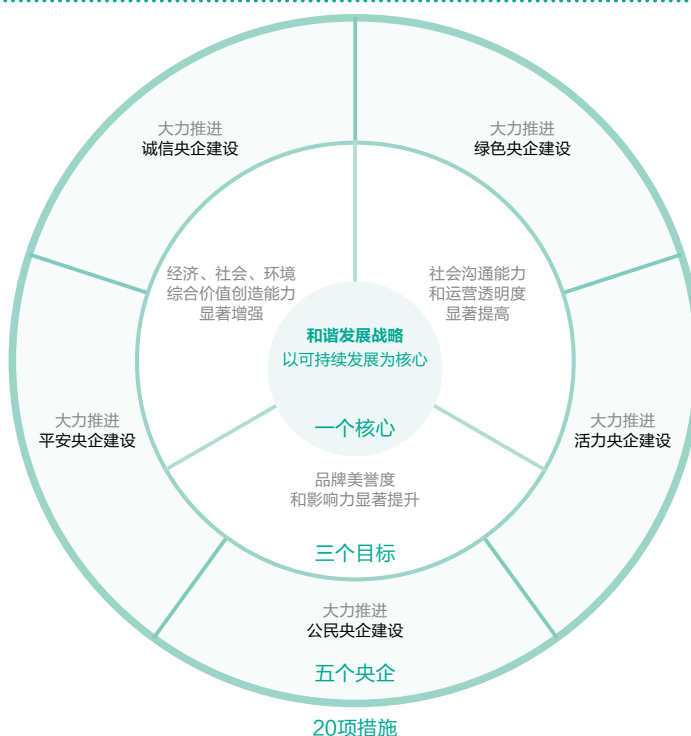 大力推进
诚信央企建设
大力推进
绿色央企建设
经济、社会、环境
综合价值创造能力
显著增强
社会沟通能力
和运营透明度
显著提高
和谐发展战略
以可持续发展为核心
一个核心
大力推进
平安央企建设
大力推进
活力央企建设
品牌美誉度
和影响力显著提升
三个目标
大力推进
公民央企建设
五个央企
20项措施